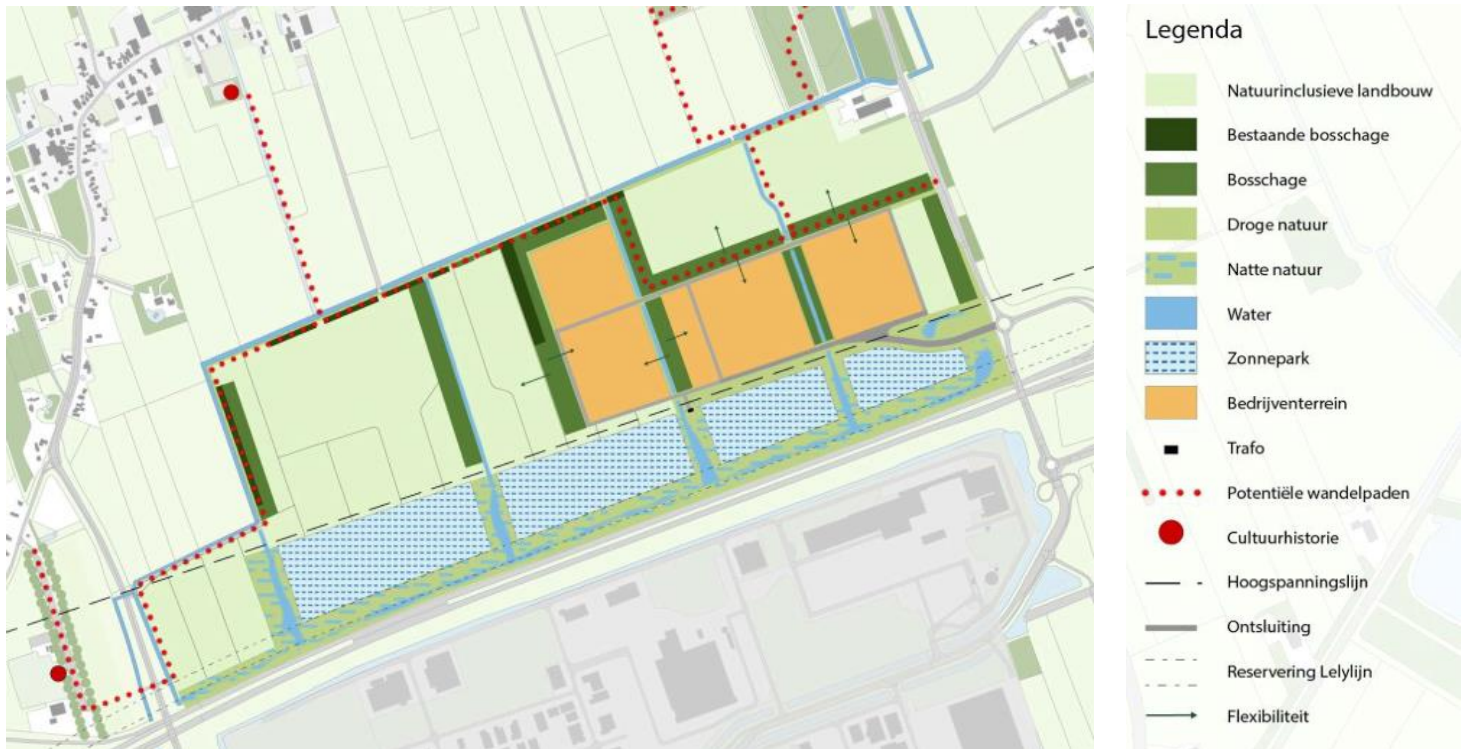 Legenda
Natuurinclusieve landbouw
Bestaande bosschage
Bosschage
Droge natuur
Natte natuur
Water
Zonnepark
Bedrijventerrein
Trafo
Potentiële wandelpaden
Cultuurhistorie
Hoogspanningslijn
Ontsluiting
Reservering Lelylijn
Flexibiliteit